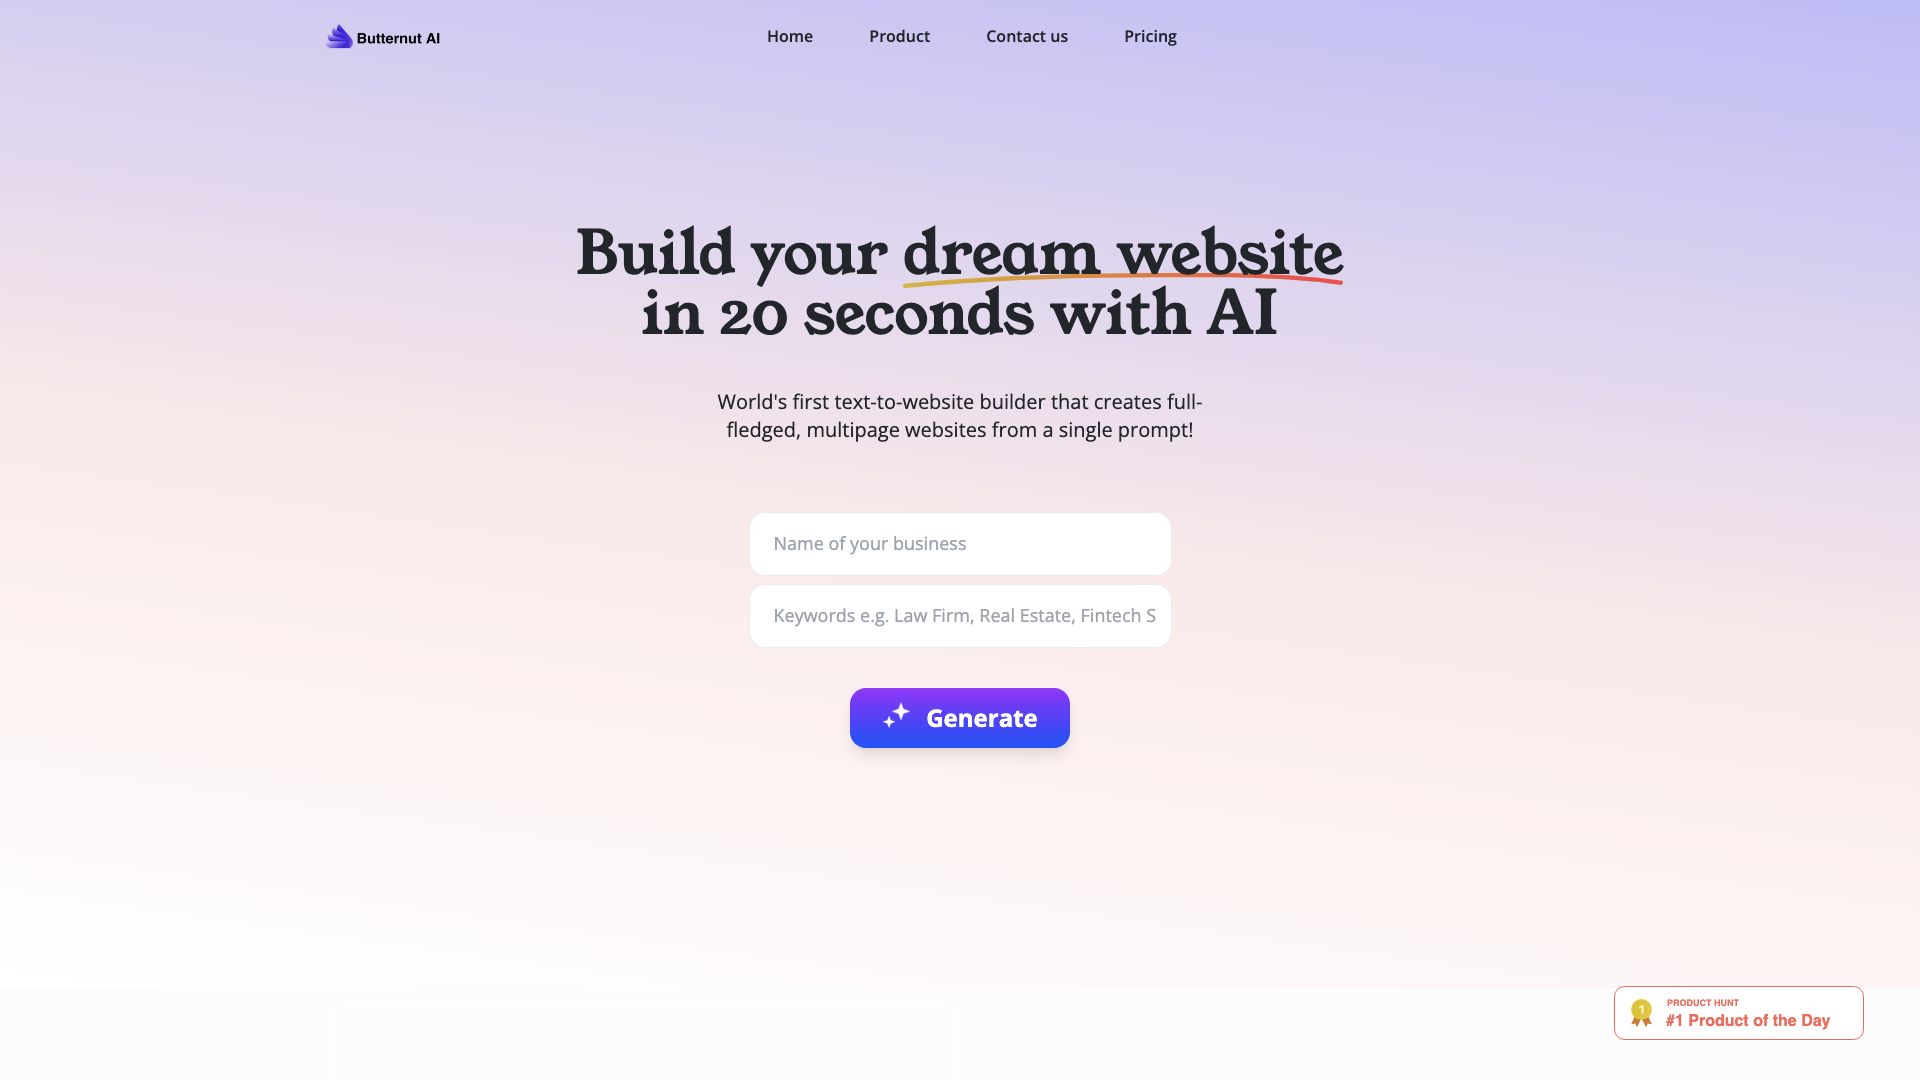 Butternut AI
Home
Product
Contact us
Pricing
Build your dream website
in 20 seconds with AI
World's first text-to-website builder that creates full-
fledged, multipage websites from a single prompt!
Name of your business
Keywords e.g. Law Firm, Real Estate, Fintech S
Generate
1
PRODUCT HUNT
#1 Product of the Day